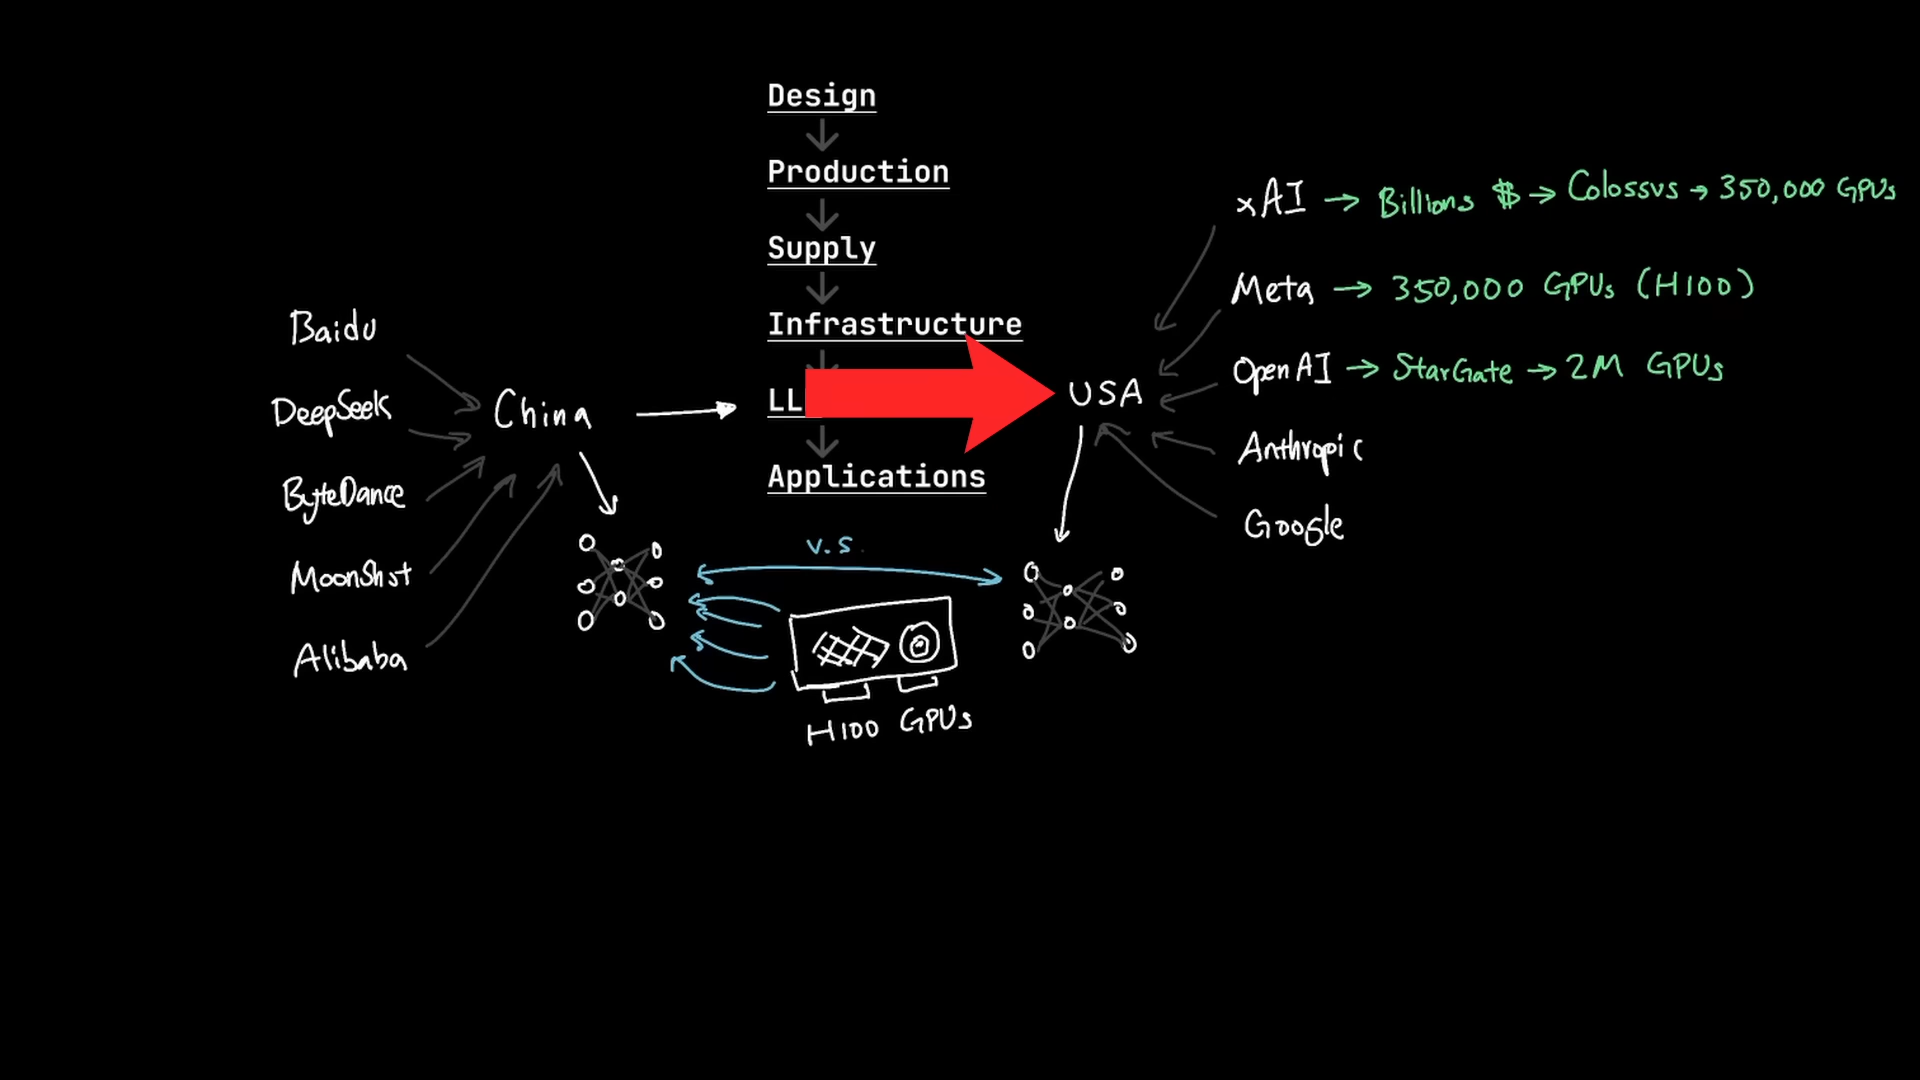 Design
Production
Supply
Infrastructure
LL
Applications
Baidu
DeepSeek
ByteDance
MoonShot
Alibaba
China
USA
xAI → Billions $ → Colossus → 350,000 GPUs
Meta → 350,000 GPUs (H100)
OpenAI → StarGate → 2M GPUs
Anthropic
Google
v.s.
H100 GPUs